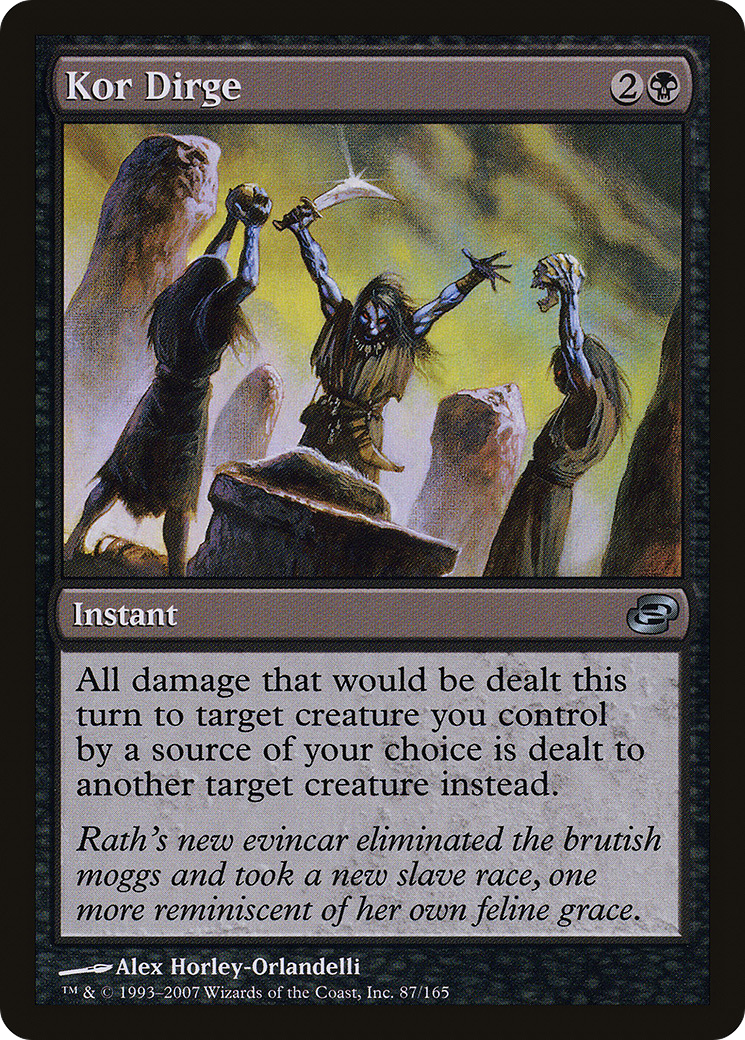 Kor Dirge 2
Instant
All damage that would be dealt this
turn to target creature you control
by a source of your choice is dealt to
another target creature instead.
Rath's new evincar eliminated the brutish
moggs and took a new slave race, one
more reminiscent of her own feline grace.
Alex Horley-Orlandelli
™ & © 1993–2007 Wizards of the Coast, Inc. 87/165